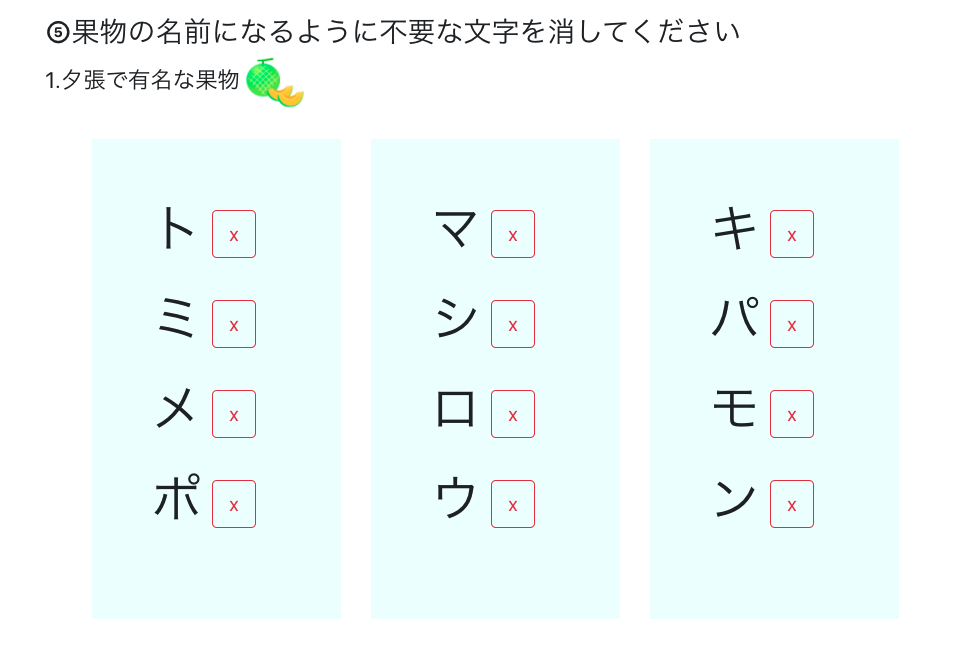 ⑤果物の名前になるように不要な文字を消してください
1.夕張で有名な果物
ト x マ x キ x
ミ x シ x パ x
メ x ロ x モ x
ポ x ウ x ン x